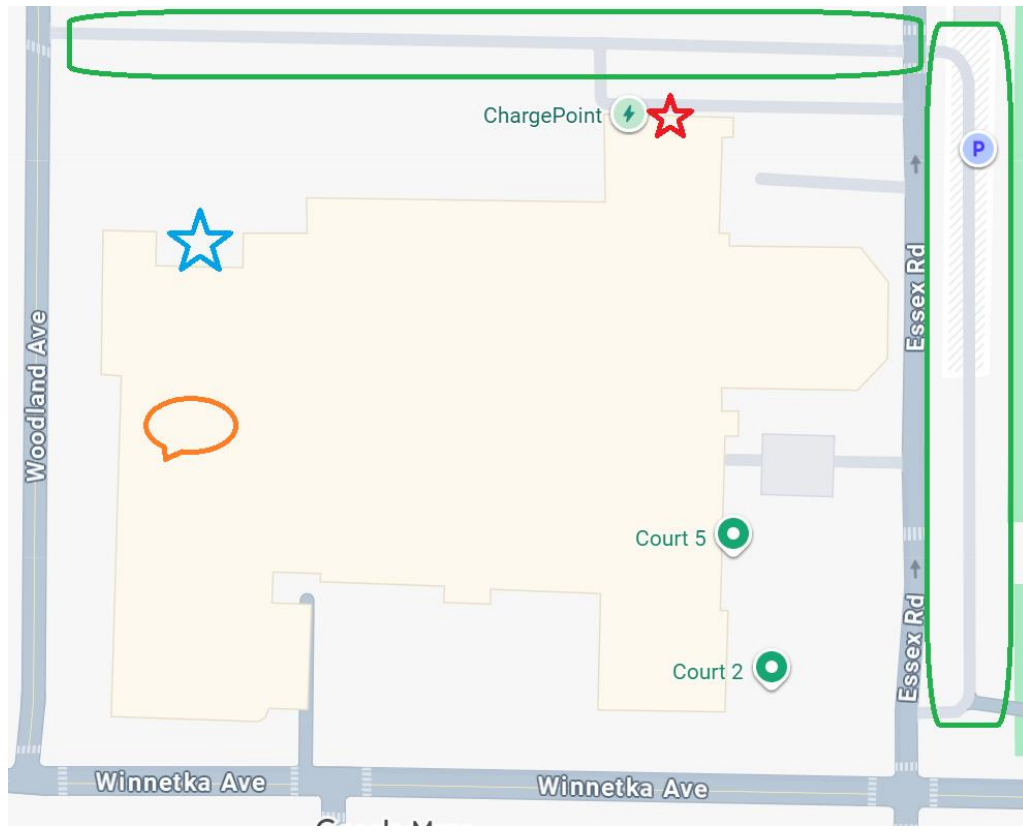 ChargePoint
P
Essex Rd
Woodland Ave
Court 5
Essex Rd
Court 2
Winnetka Ave
Winnetka Ave